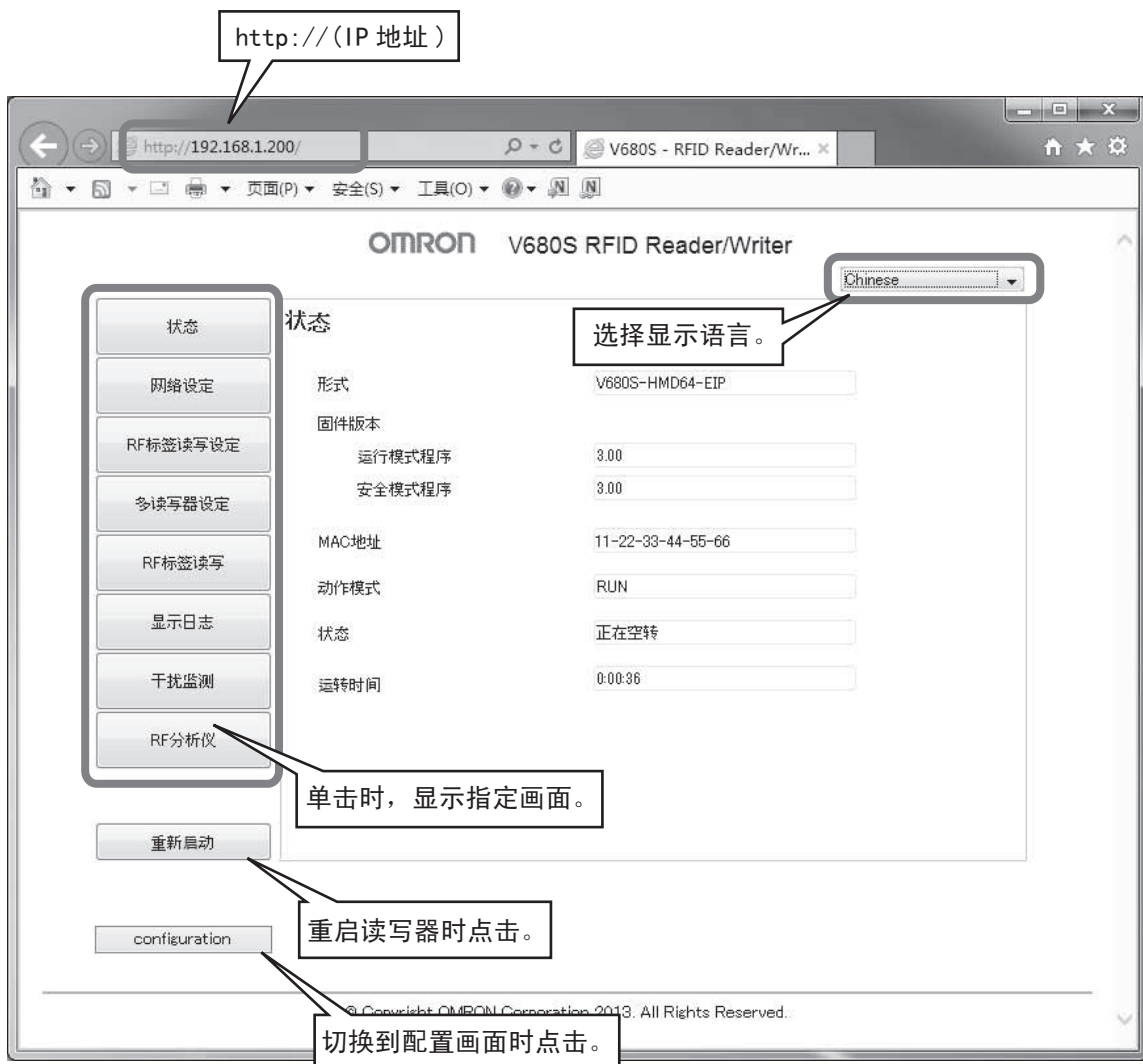 http://(IP 地址 )
http://192.168.1.200/
V680S - RFID Reader/Wr...
页面(P)
安全(S)
工具(O)
OMRON V680S RFID Reader/Writer
Chinese
选择显示语言。
状态
网络设定
RF标签读写设定
多读写器设定
RF标签读写
显示日志
干扰监测
RF分析仪
重新启动
configuration
状态
形式 V680S-HMD64-EIP
固件版本
运行模式程序 3.00
安全模式程序 3.00
MAC地址 11-22-33-44-55-66
动作模式 RUN
状态 正在空转
运转时间 0:00:36
单击时，显示指定画面。
重启读写器时点击。
© Copyright OMRON Corporation 2013. All Rights Reserved.
切换到配置画面时点击。